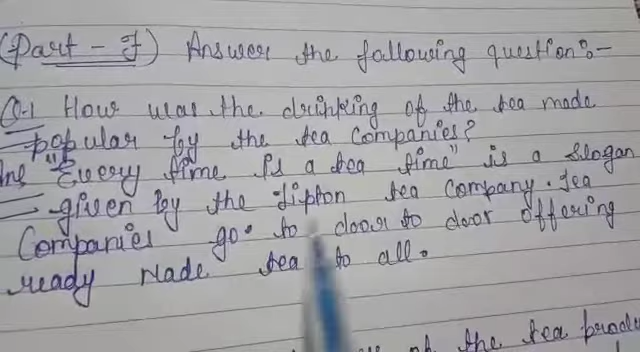 (Part - J) Answer the following question:-
Q.1 How was the drinking of the tea made
popular by the tea companies?
Ans "Every time is a tea time" is a slogan
given by the Lipton tea company. Tea
Companies go to door to door offering
ready Made tea to all.
of the tea